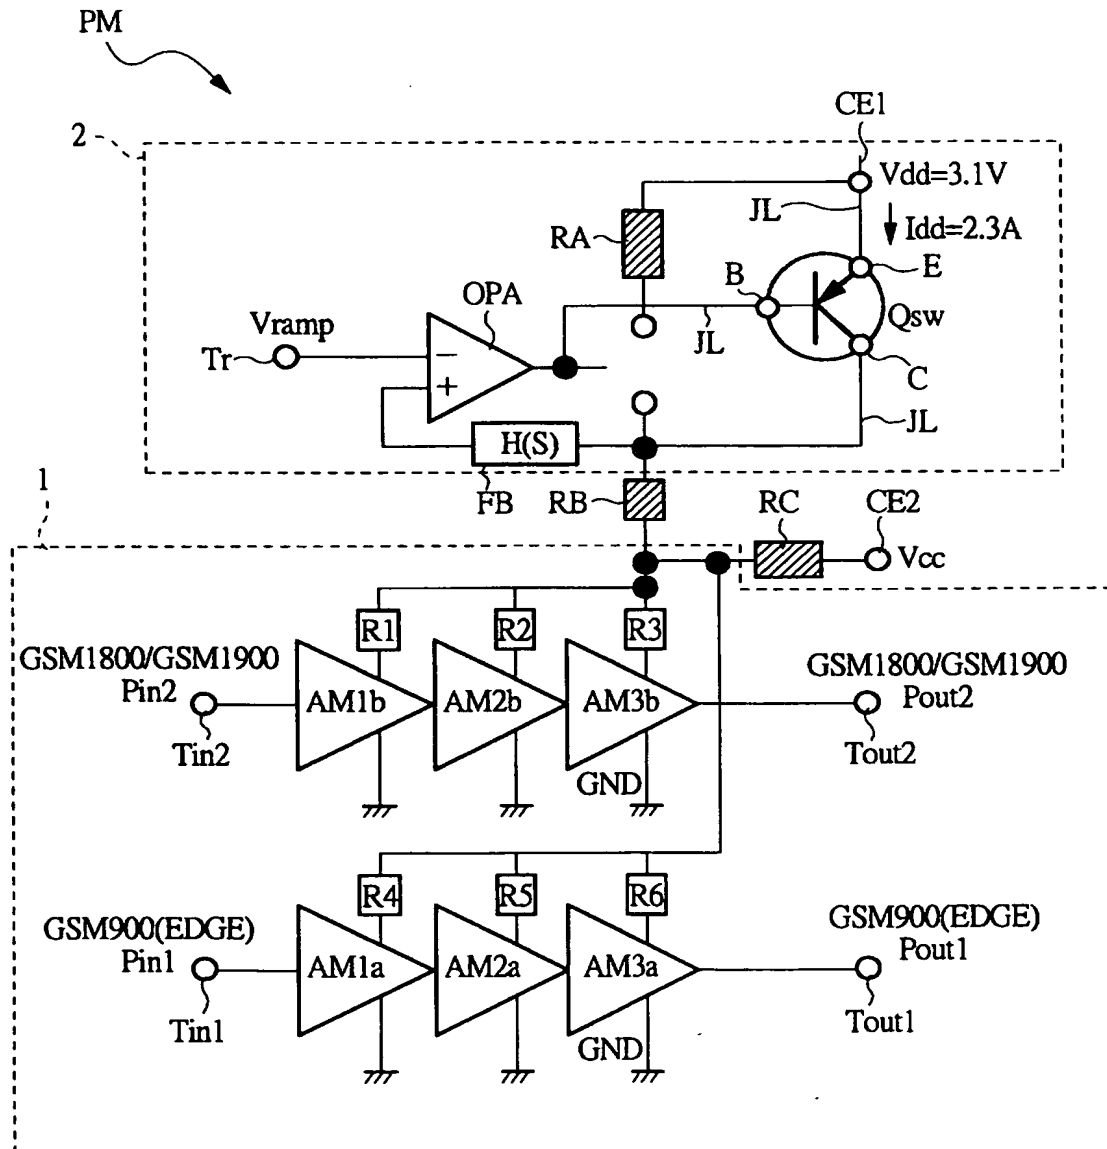 PM
2
CE1
Vdd=3.1V
JL
Idd=2.3A
RA
E
B
OPA
Qsw
Vramp
JL
Tr
−
C
+
JL
H(S)
1
FB
RB
RC
CE2
Vcc
R1
R2
R3
GSM1800/GSM1900
GSM1800/GSM1900
Pin2
Pout2
AM1b
AM2b
AM3b
Tin2
Tout2
GND
R4
R5
R6
GSM900(EDGE)
GSM900(EDGE)
Pin1
Pout1
AM1a
AM2a
AM3a
Tin1
Tout1
GND